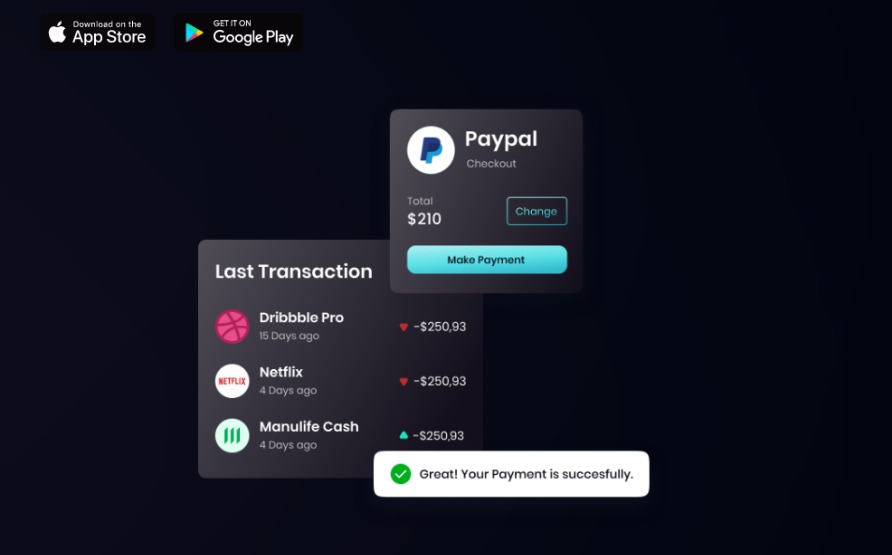 Download on the
App Store
GET IT ON
Google Play
Paypal
Checkout
Total
$210
Change
Make Payment
Last Transaction
Dribbble Pro
15 Days ago
-$250,93
Netflix
4 Days ago
-$250,93
NETFLIX
Manulife Cash
4 Days ago
-$250,93
Great! Your Payment is succesfully.